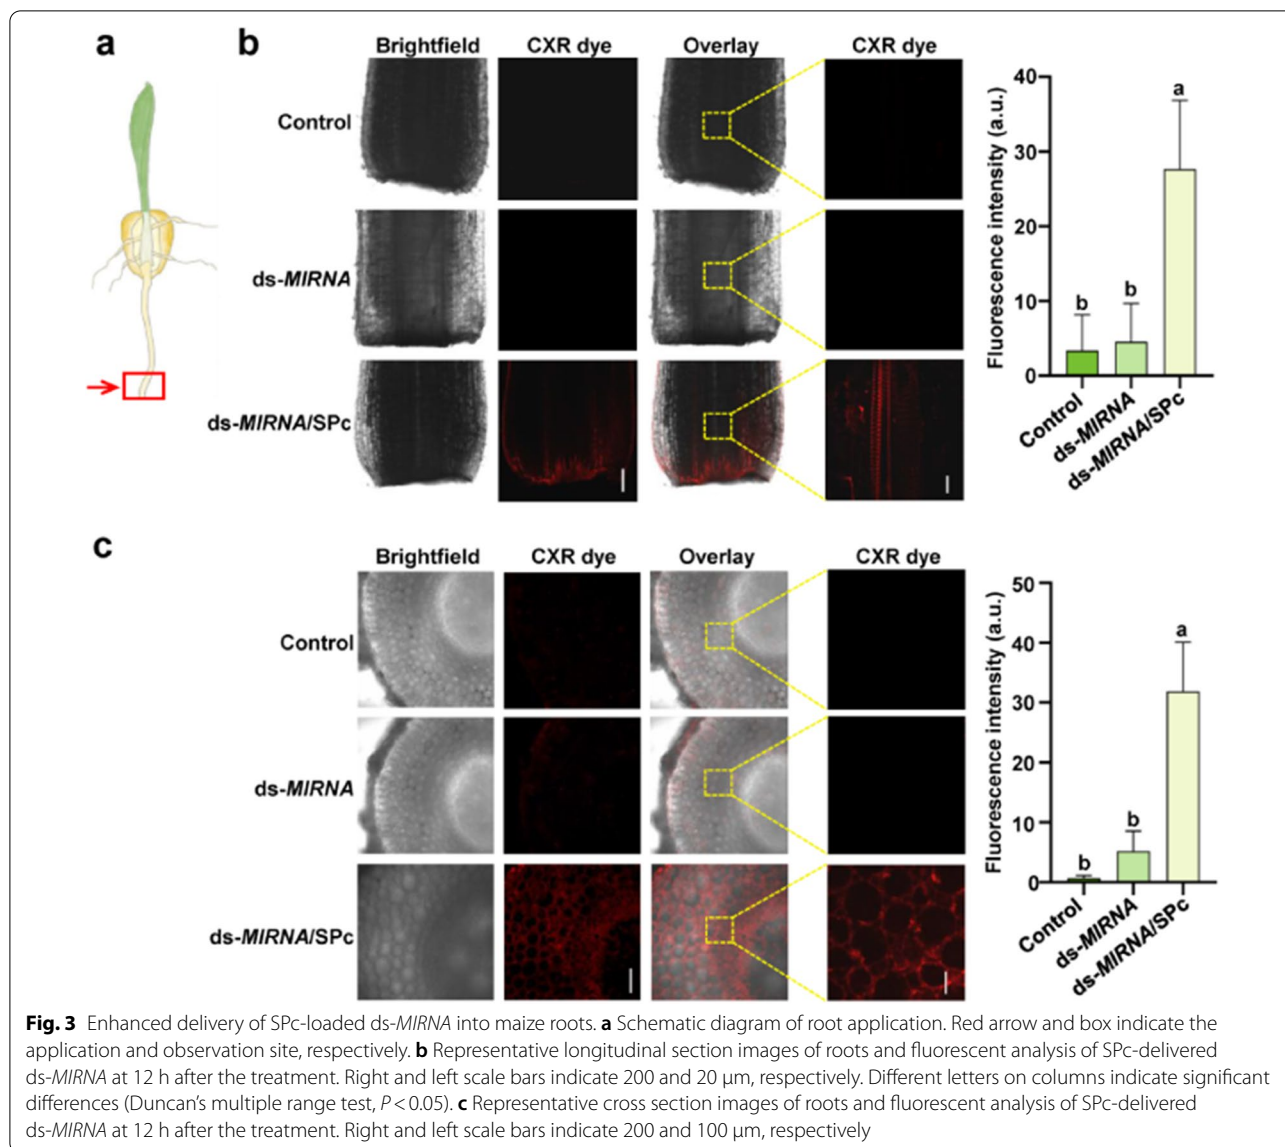 a
b
Brightfield CXR dye Overlay CXR dye
Control
ds-MIRNA
ds-MIRNA/SPc
Fluorescence intensity (a.u.)
40
30
20
10
0
b
b
a
Control
ds-MIRNA
ds-MIRNA/SPc
c
Brightfield CXR dye Overlay CXR dye
Control
ds-MIRNA
ds-MIRNA/SPc
Fluorescence intensity (a.u.)
50
40
30
20
10
0
b
b
a
Control
ds-MIRNA
ds-MIRNA/SPc
Fig. 3 Enhanced delivery of SPc-loaded ds-MIRNA into maize roots. a Schematic diagram of root application. Red arrow and box indicate the
application and observation site, respectively. b Representative longitudinal section images of roots and fluorescent analysis of SPc-delivered
ds-MIRNA at 12 h after the treatment. Right and left scale bars indicate 200 and 20 μm, respectively. Different letters on columns indicate significant
differences (Duncan's multiple range test, P < 0.05). c Representative cross section images of roots and fluorescent analysis of SPc-delivered
ds-MIRNA at 12 h after the treatment. Right and left scale bars indicate 200 and 100 μm, respectively